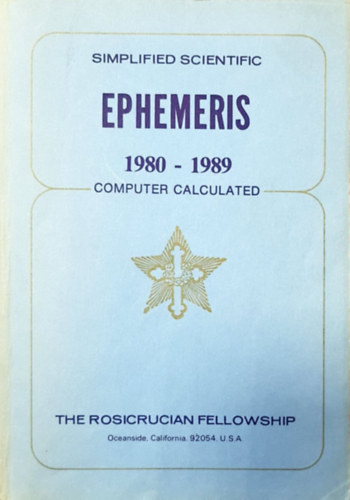 SIMPLIFIED SCIENTIFIC
EPHEMERIS
1980 - 1989
COMPUTER CALCULATED
THE ROSICRUCIAN FELLOWSHIP
Oceanside, California, 92054, U.S.A.